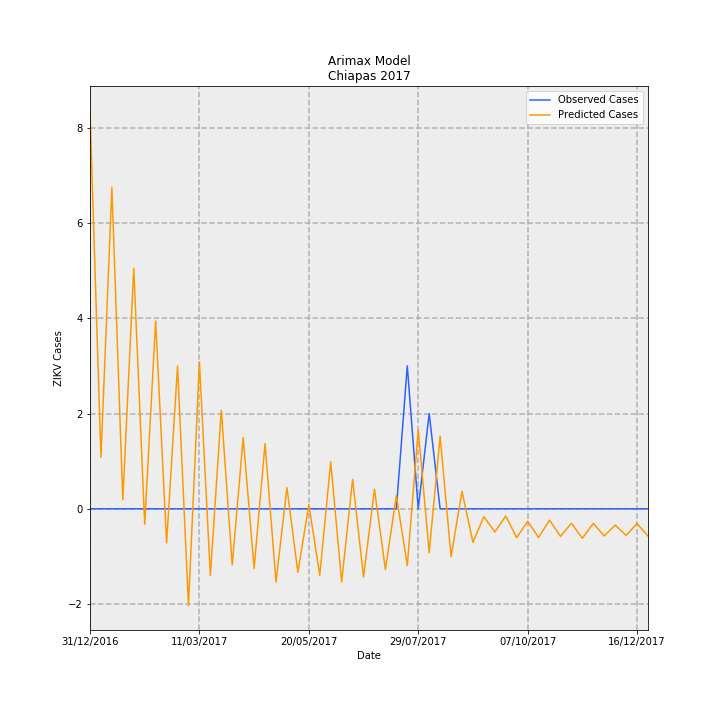 Arimax Model
Chiapas 2017
Observed Cases
Predicted Cases
8
6
4
2
0
−2
ZIKV Cases
31/12/2016
11/03/2017
20/05/2017
29/07/2017
07/10/2017
16/12/2017
Date